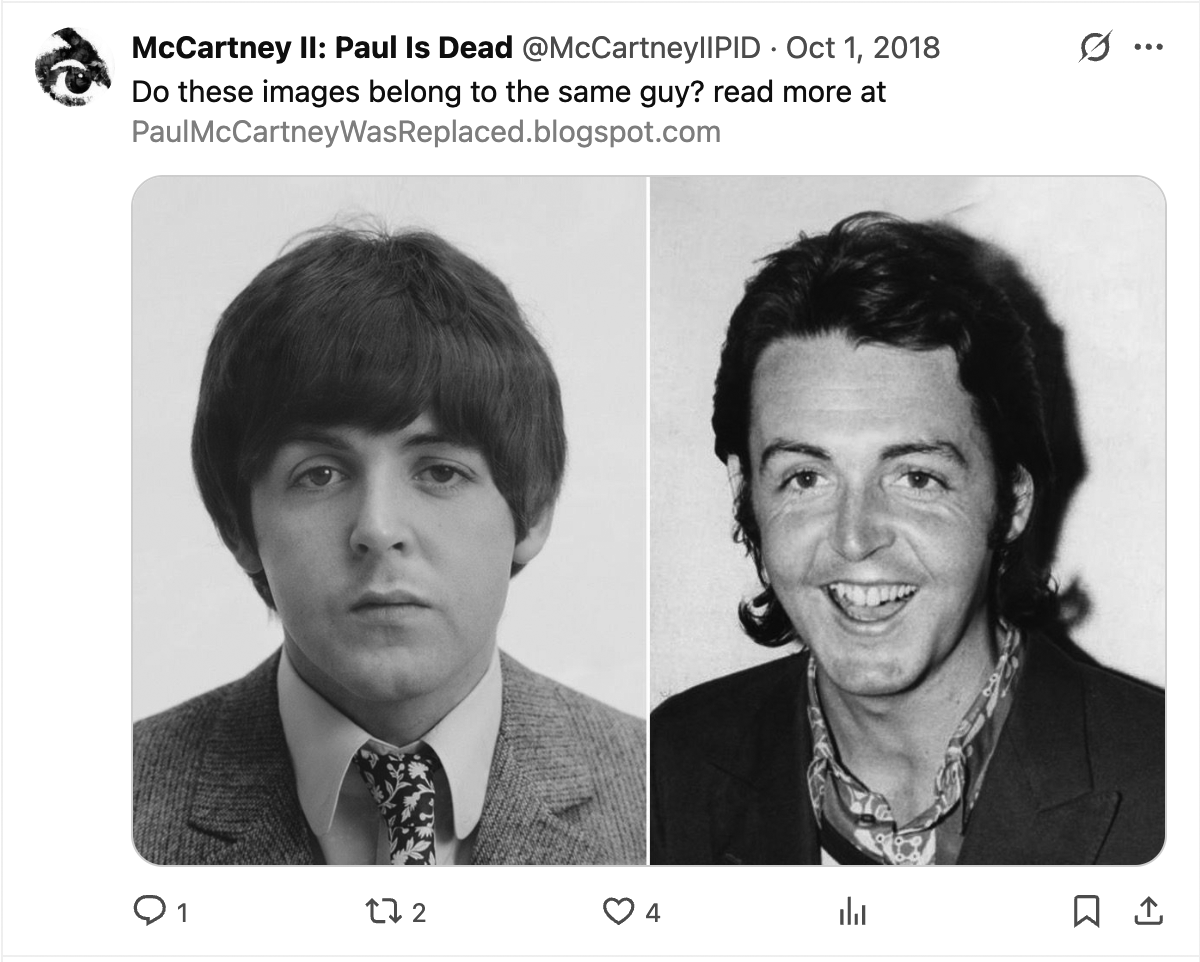 McCartney II: Paul Is Dead @McCartneyIIPID · Oct 1, 2018
Do these images belong to the same guy? read more at
PaulMcCartneyWasReplaced.blogspot.com
1 2 4